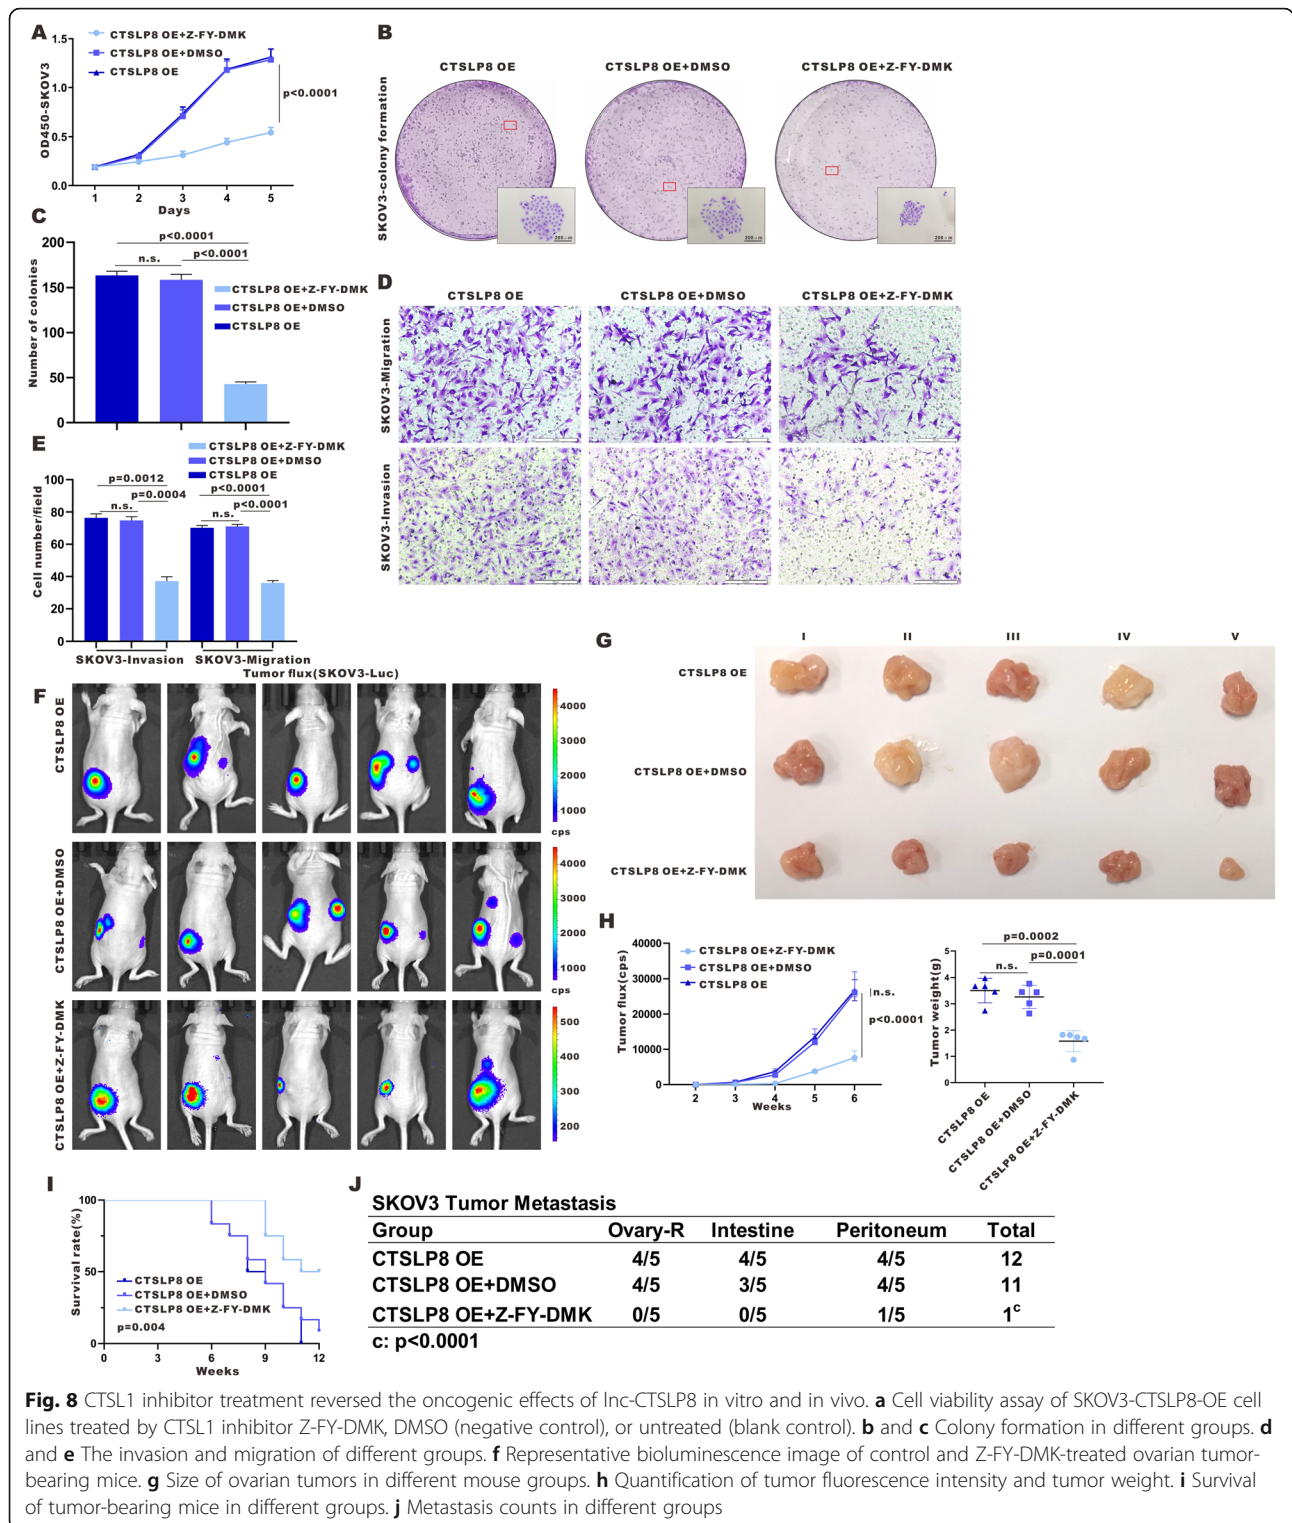 A
CTSLP8 OE+Z-FY-DMK
CTSLP8 OE+DMSO
CTSLP8 OE
OD450-SKOV3
1.5
1.0
0.5
0.0
p<0.0001
1 2 3 4 5
Days
B
CTSLP8 OE CTSLP8 OE+DMSO CTSLP8 OE+Z-FY-DMK
SKOV3-colony formation
C
Number of colonies
200
150
100
50
0
p<0.0001
n.s. p<0.0001
CTSLP8 OE+Z-FY-DMK
CTSLP8 OE+DMSO
CTSLP8 OE
D
CTSLP8 OE CTSLP8 OE+DMSO CTSLP8 OE+Z-FY-DMK
SKOV3-Migration
SKOV3-Invasion
E
CTSLP8 OE+Z-FY-DMK
CTSLP8 OE+DMSO
CTSLP8 OE
Cell number/field
100
80
60
40
20
0
p=0.0012
p=0.0004
n.s.
p<0.0001
p<0.0001
n.s.
SKOV3-Invasion SKOV3-Migration
F
Tumor flux(SKOV3-Luc)
CTSLP8 OE
4000
3000
2000
1000
cps
CTSLP8 OE+DMSO
4000
3000
2000
1000
cps
CTSLP8 OE+Z-FY-DMK
500
400
300
200
cps
G
I II III IV V
CTSLP8 OE
CTSLP8 OE+DMSO
CTSLP8 OE+Z-FY-DMK
H
Tumor flux(cps)
40000
30000
20000
10000
0
CTSLP8 OE+Z-FY-DMK
CTSLP8 OE+DMSO
CTSLP8 OE
n.s.
p<0.0001
2 3 4 5 6
Weeks
Tumor weight(g)
5
4
3
2
1
0
p=0.0002
n.s. p=0.0001
CTSLP8 OE
CTSLP8 OE+DMSO
CTSLP8 OE+Z-FY-DMK
I
Survival rate(%)
100
50
0
CTSLP8 OE
CTSLP8 OE+DMSO
CTSLP8 OE+Z-FY-DMK
p=0.004
0 3 6 9 12
Weeks
J
SKOV3 Tumor Metastasis
Group Ovary-R Intestine Peritoneum Total
CTSLP8 OE 4/5 4/5 4/5 12
CTSLP8 OE+DMSO 4/5 3/5 4/5 11
CTSLP8 OE+Z-FY-DMK 0/5 0/5 1/5 1c
c: p<0.0001
Fig. 8 CTSL1 inhibitor treatment reversed the oncogenic effects of lnc-CTSLP8 in vitro and in vivo. a Cell viability assay of SKOV3-CTSLP8-OE cell
lines treated by CTSL1 inhibitor Z-FY-DMK, DMSO (negative control), or untreated (blank control). b and c Colony formation in different groups. d
and e The invasion and migration of different groups. f Representative bioluminescence image of control and Z-FY-DMK-treated ovarian tumor-
bearing mice. g Size of ovarian tumors in different mouse groups. h Quantification of tumor fluorescence intensity and tumor weight. i Survival
of tumor-bearing mice in different groups. j Metastasis counts in different groups